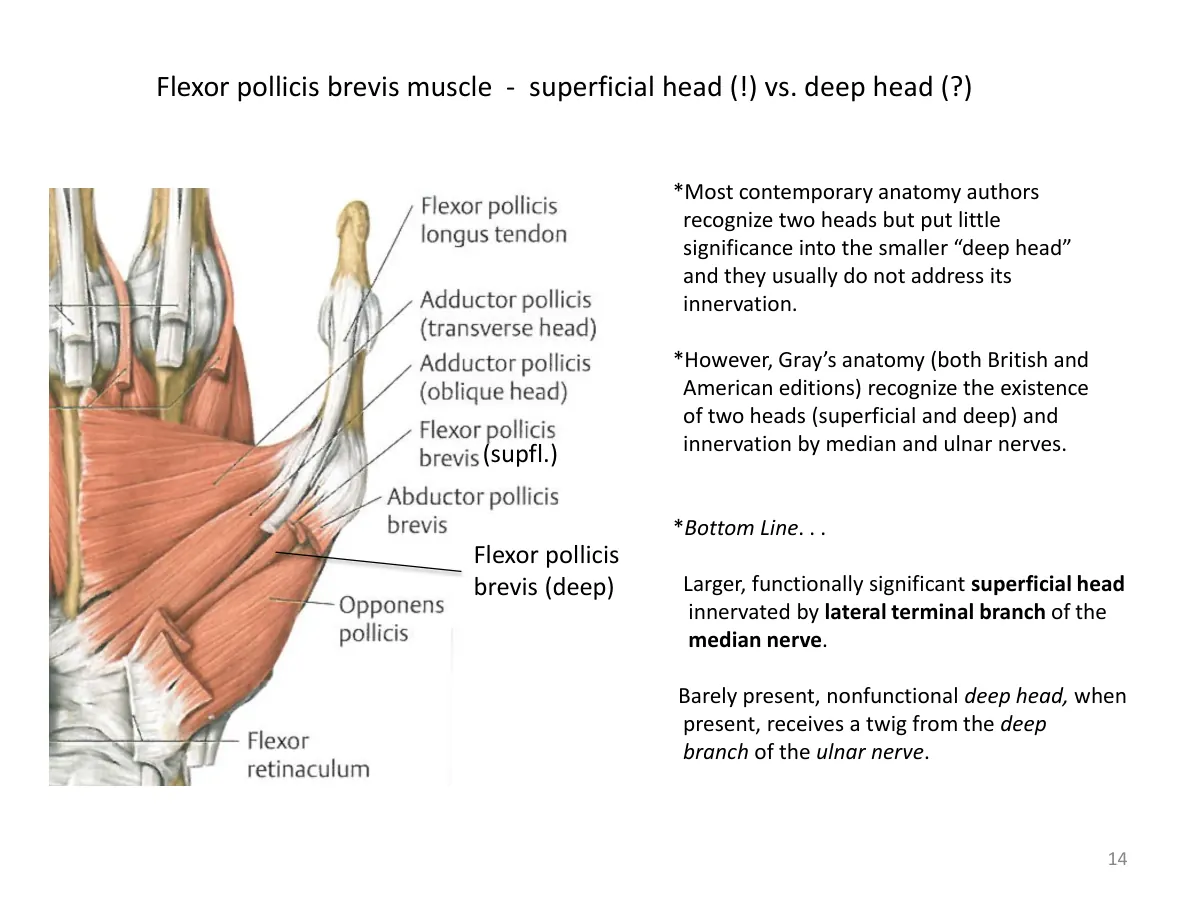 Flexor pollicis brevis muscle - superficial head (!) vs. deep head (?)
Flexor pollicis
longus tendon
Adductor pollicis
(transverse head)
Adductor pollicis
(oblique head)
Flexor pollicis
brevis (supfl.)
Abductor pollicis
brevis
Flexor pollicis
brevis (deep)
Opponens
pollicis
Flexor
retinaculum
*Most contemporary anatomy authors
recognize two heads but put little
significance into the smaller “deep head”
and they usually do not address its
innervation.
*However, Gray’s anatomy (both British and
American editions) recognize the existence
of two heads (superficial and deep) and
innervation by median and ulnar nerves.
*Bottom Line. . .
Larger, functionally significant superficial head
innervated by lateral terminal branch of the
median nerve.
Barely present, nonfunctional deep head, when
present, receives a twig from the deep
branch of the ulnar nerve.
14